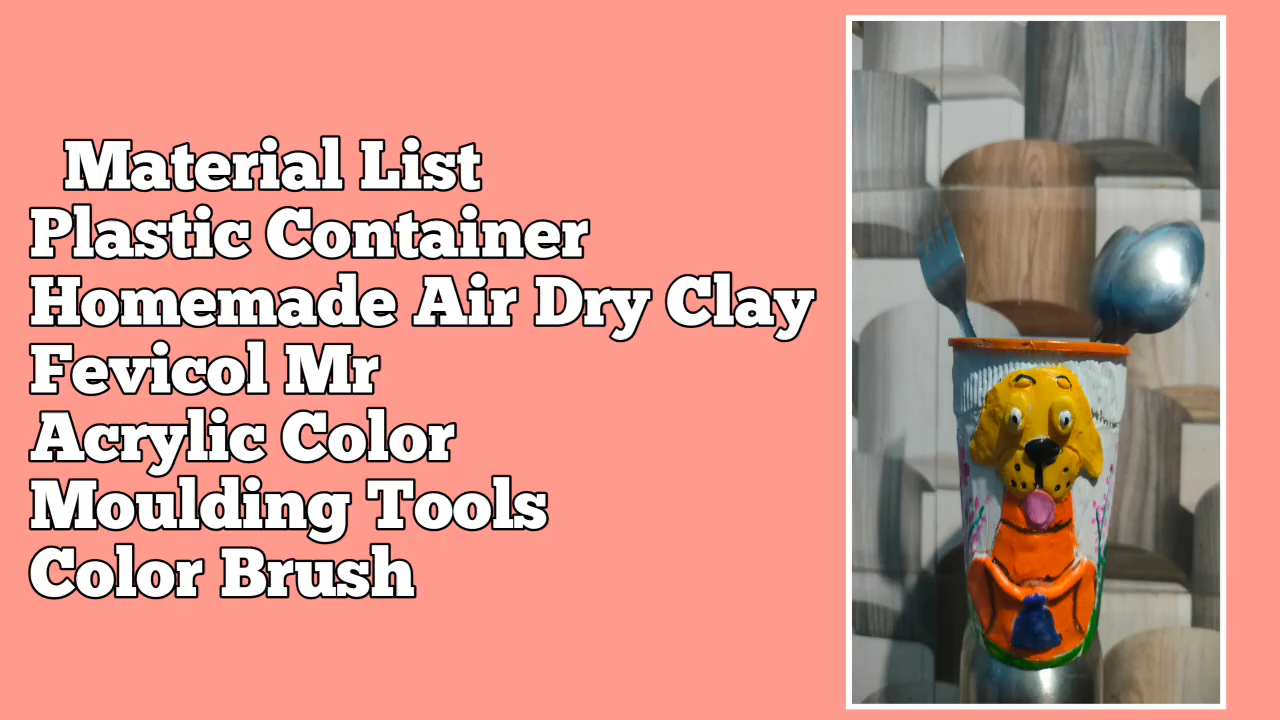 Material List
Plastic Container
Homemade Air Dry Clay
Fevicol Mr
Acrylic Color
Moulding Tools
Color Brush